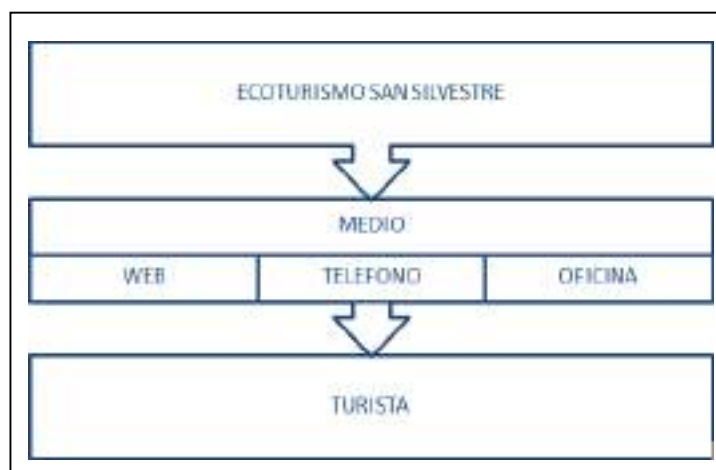 ECOTURISMO SAN SILVESTRE
MEDIO
WEB TELEFONO OFICINA
TURISTA